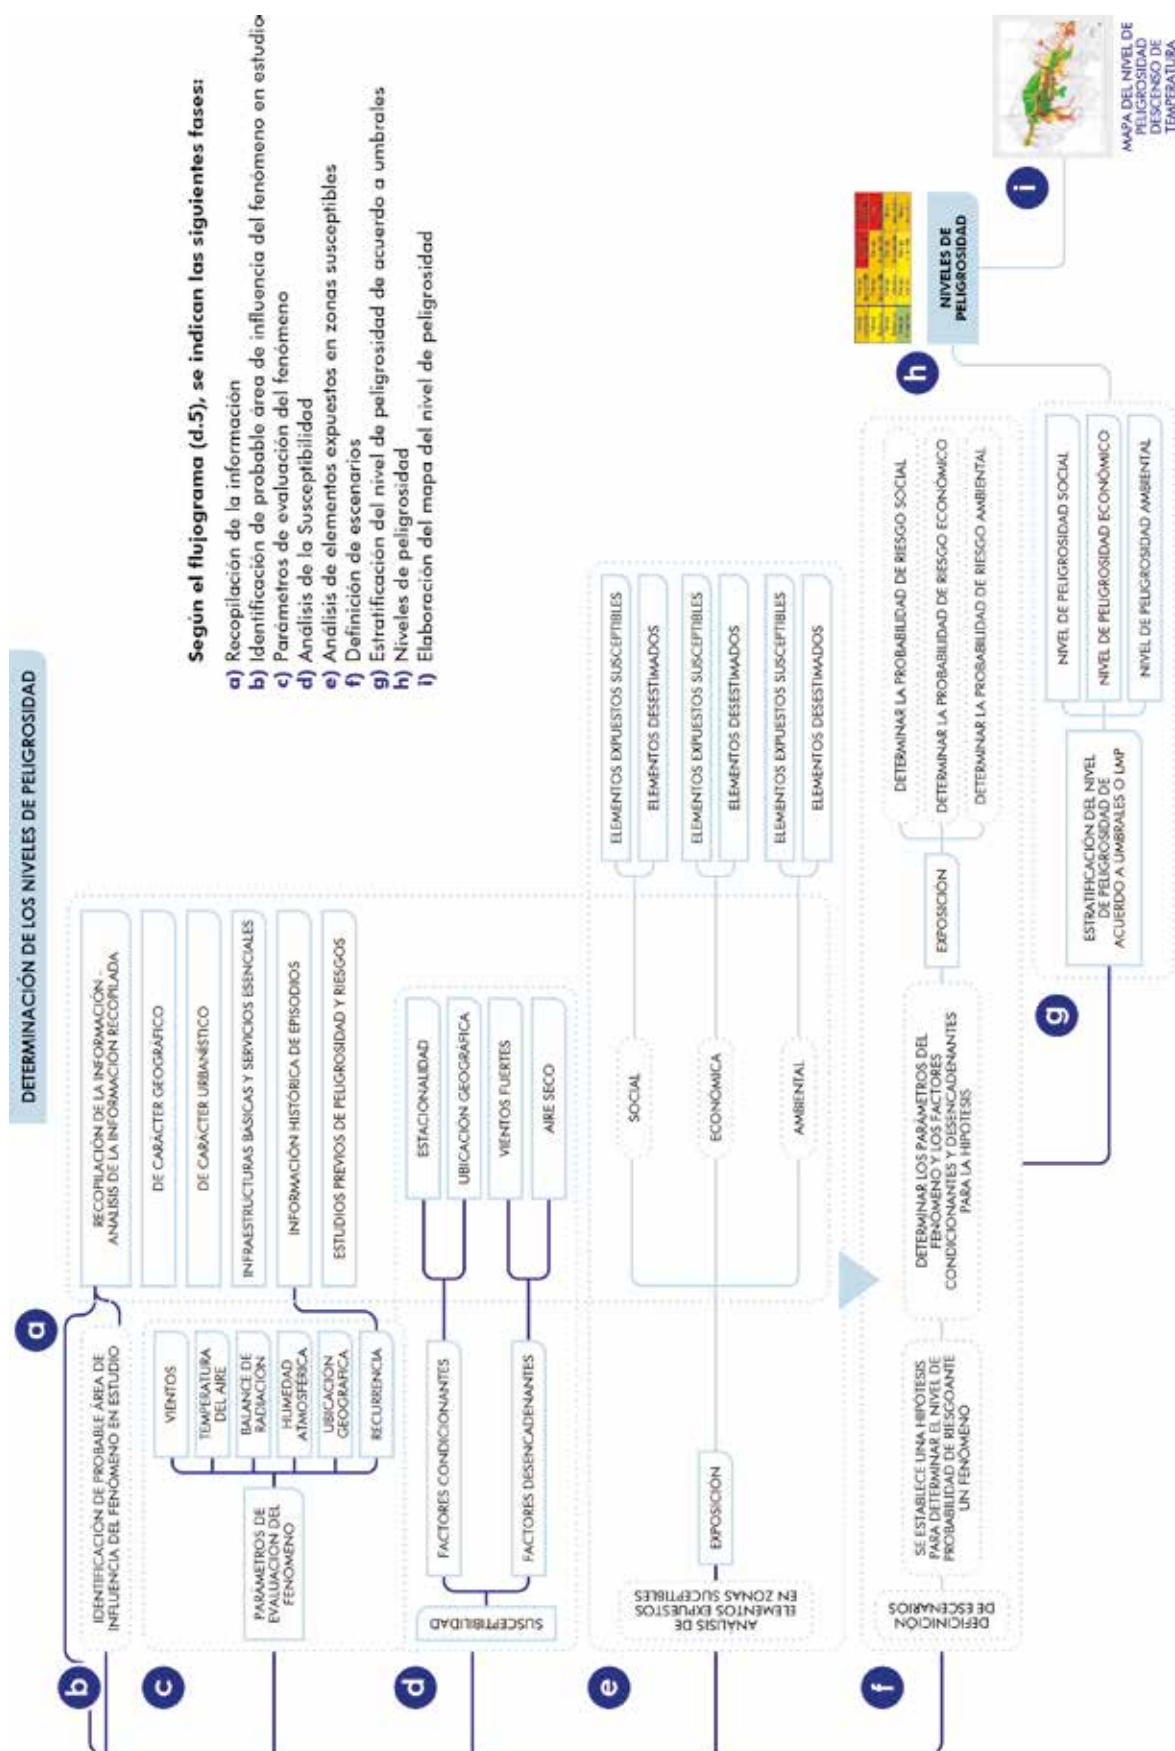 DETERMINACIÓN DE LOS NIVELES DE PELIGROSIDAD
Según el flujograma (d.5), se indican las siguientes fases:
a) Recopilación de la información
b) Identificación de probable área de influencia del fenómeno en estudio
c) Parámetros de evaluación del fenómeno
d) Análisis de la Susceptibilidad
e) Análisis de elementos expuestos en zonas susceptibles
f) Definición de escenarios
g) Estratificación del nivel de peligrosidad de acuerdo a umbrales
h) Niveles de peligrosidad
i) Elaboración del mapa del nivel de peligrosidad
a
RECOPILACIÓN DE LA INFORMACIÓN -
ANÁLISIS DE LA INFORMACIÓN RECOPILADA
DE CARÁCTER GEOGRÁFICO
DE CARÁCTER URBANÍSTICO
INFRAESTRUCTURAS BASICAS Y SERVICIOS ESENCIALES
INFORMACIÓN HISTÓRICA DE EPISODIOS
ESTUDIOS PREVIOS DE PELIGROSIDAD Y RIESGOS
b
IDENTIFICACIÓN DE PROBABLE ÁREA DE
INFLUENCIA DEL FENÓMENO EN ESTUDIO
c
PARÁMETROS DE
EVALUACIÓN DEL
FENÓMENO
VIENTOS
TEMPERATURA
DEL AIRE
BALANCE DE
RADIACIÓN
HUMEDAD
ATMOSFÉRICA
UBICACIÓN
GEOGRÁFICA
RECURRENCIA
d
SUSCEPTIBILIDAD
FACTORES CONDICIONANTES
FACTORES DESENCADENANTES
ESTACIONALIDAD
UBICACIÓN GEOGRÁFICA
VIENTOS FUERTES
AIRE SECO
e
ANÁLISIS DE
ELEMENTOS EXPUESTOS
EN ZONAS SUSCEPTIBLES
EXPOSICIÓN
SOCIAL
ECONÓMICA
AMBIENTAL
ELEMENTOS EXPUESTOS SUSCEPTIBLES
ELEMENTOS DESESTIMADOS
ELEMENTOS EXPUESTOS SUSCEPTIBLES
ELEMENTOS DESESTIMADOS
ELEMENTOS EXPUESTOS SUSCEPTIBLES
ELEMENTOS DESESTIMADOS
f
DEFICINICIÓN
DE ESCENARIOS
SE ESTABLECE UNA HIPÓTESIS
PARA DETERMINAR EL NIVEL DE
PROBABILIDAD DE RIESGOANTE
UN FENÓMENO
DETERMINAR LOS PARÁMETROS DEL
FENÓMENO Y LOS FACTORES
CONDICIONANTES Y DESENCADENANTES
PARA LA HIPÓTESIS
EXPOSICIÓN
DETERMINAR LA PROBABILIDAD DE RIESGO SOCIAL
DETERMINAR LA PROBABILIDAD DE RIESGO ECONÓMICO
DETERMINAR LA PROBABILIDAD DE RIESGO AMBIENTAL
g
ESTRATIFICACIÓN DEL NIVEL
DE PELIGROSIDAD DE
ACUERDO A UMBRALES O LMP
NIVEL DE PELIGROSIDAD SOCIAL
NIVEL DE PELIGROSIDAD ECONÓMICO
NIVEL DE PELIGROSIDAD AMBIENTAL
h
NIVELES DE
PELIGROSIDAD
i
MAPA DEL NIVEL DE
PELIGROSIDAD
DESCENSO DE
TEMPERATURA